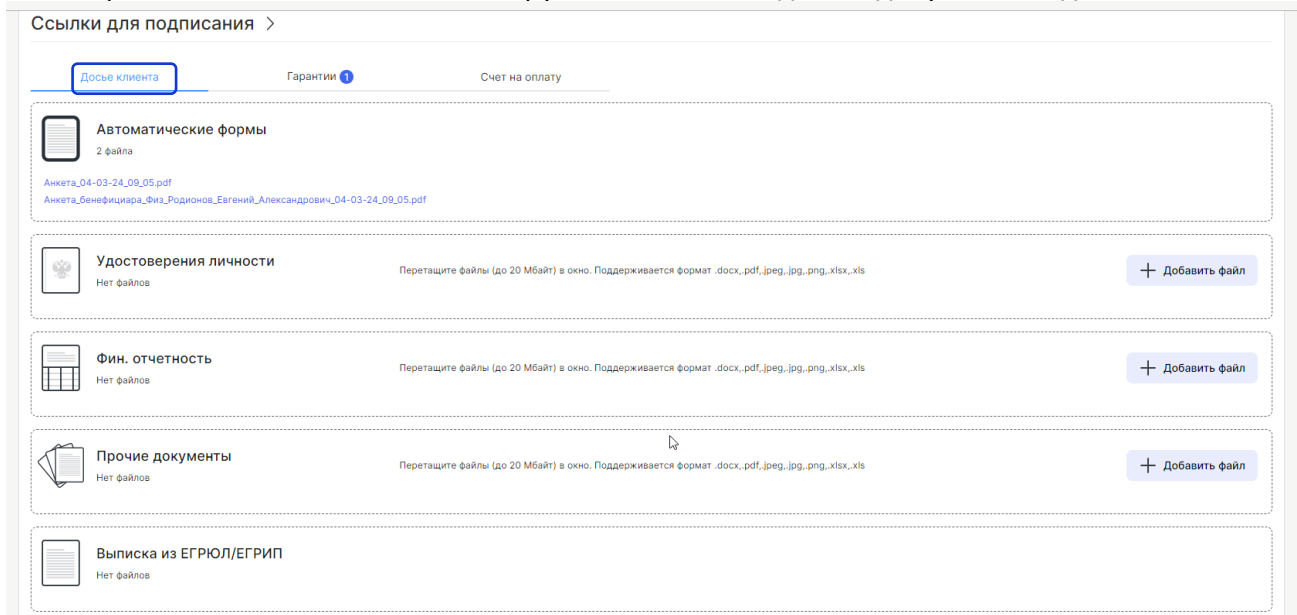 Ссылки для подписания >
Досье клиента Гарантии 1 Счет на оплату
Автоматические формы
2 файла
Анкета_04-03-24_09_05.pdf
Анкета_бенефициара_Физ_Родионов_Евгений_Александрович_04-03-24_09_05.pdf
Удостоверения личности
Нет файлов
Перетащите файлы (до 20 Мбайт) в окно. Поддерживается формат .docx,.pdf,.jpeg,.jpg,.png,.xlsx,.xls
+ Добавить файл
Фин. отчетность
Нет файлов
Перетащите файлы (до 20 Мбайт) в окно. Поддерживается формат .docx,.pdf,.jpeg,.jpg,.png,.xlsx,.xls
+ Добавить файл
Прочие документы
Нет файлов
Перетащите файлы (до 20 Мбайт) в окно. Поддерживается формат .docx,.pdf,.jpeg,.jpg,.png,.xlsx,.xls
+ Добавить файл
Выписка из ЕГРЮЛ/ЕГРИП
Нет файлов